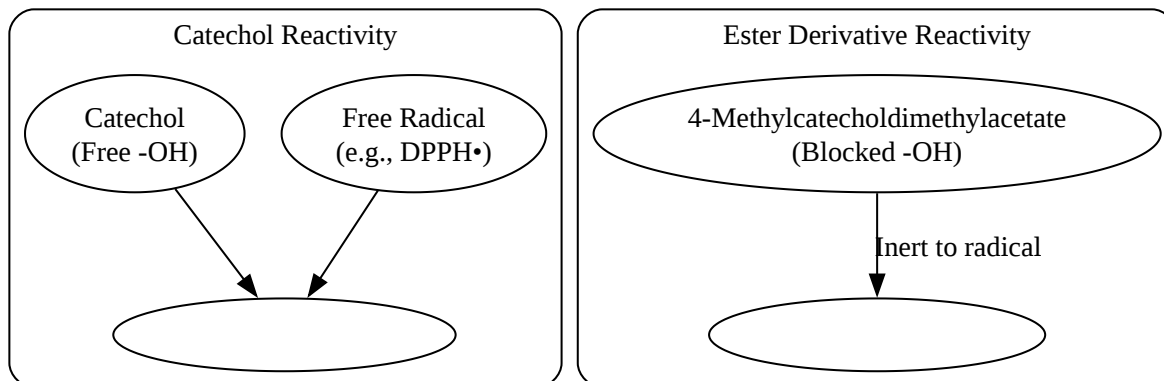 Catechol Reactivity
Catechol
(Free -OH)
Free Radical
(e.g., DPPH•)
Ester Derivative Reactivity
4-Methylcatecholdimethylacetate
(Blocked -OH)
Inert to radical